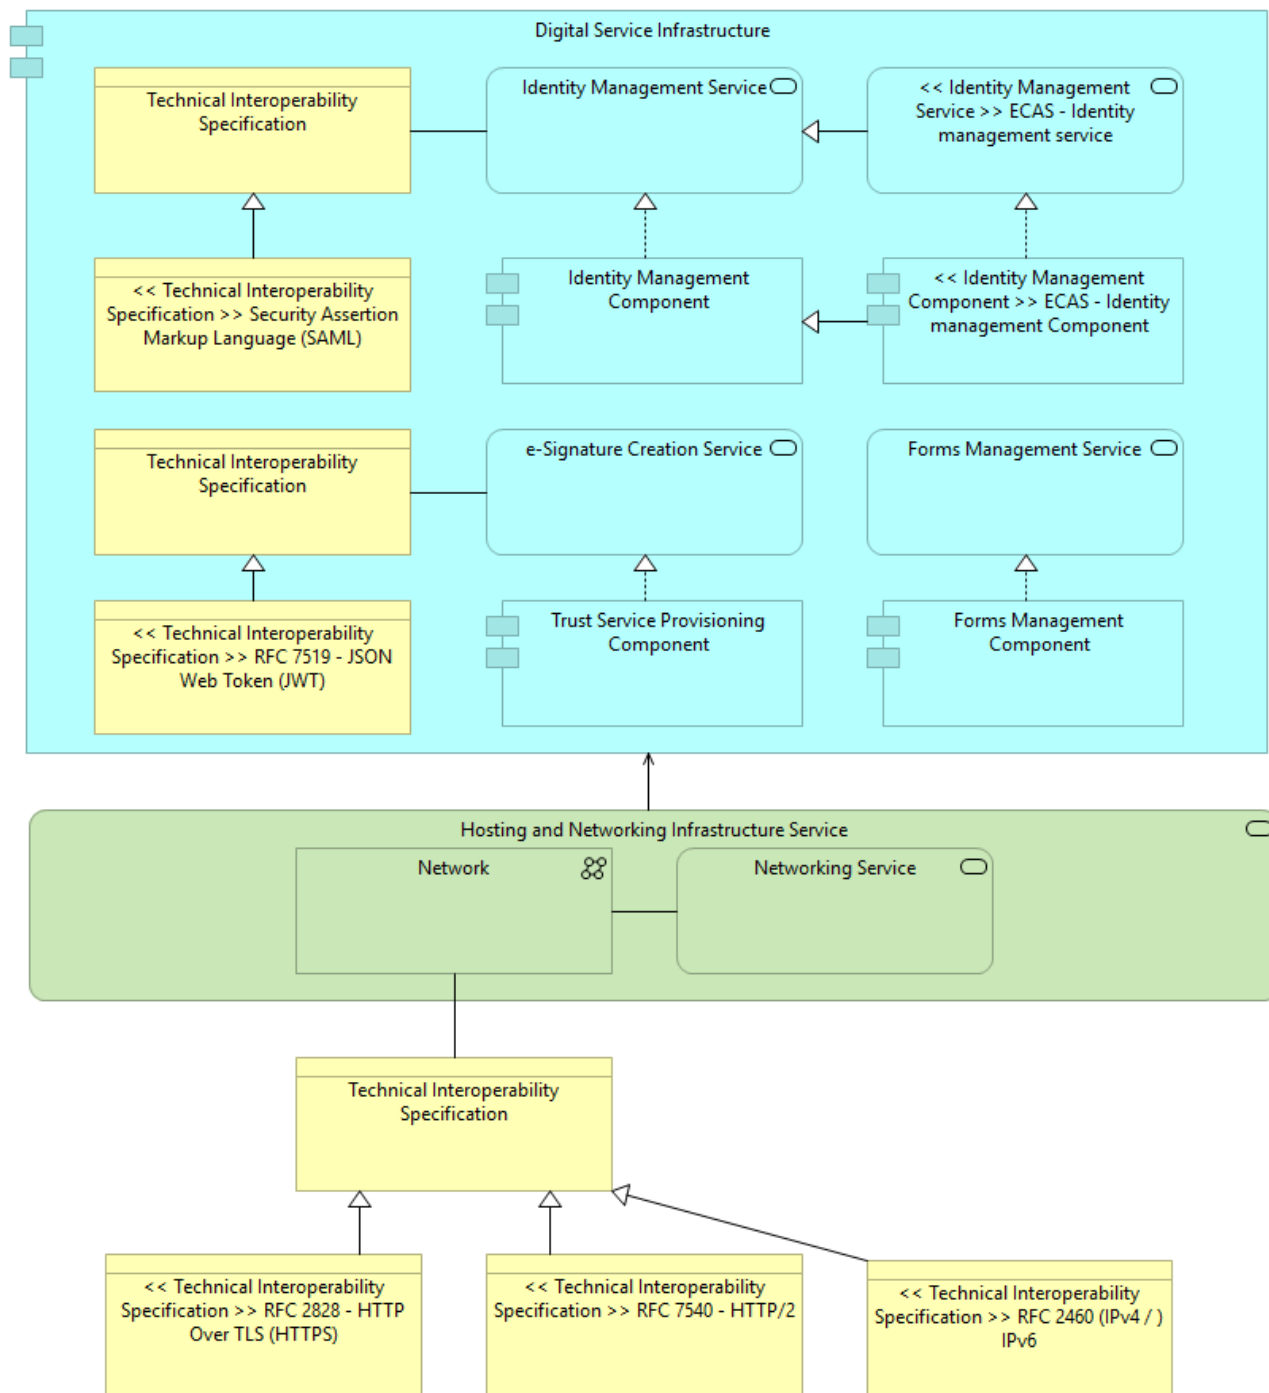 Digital Service Infrastructure
Technical Interoperability
Specification
Identity Management Service
<< Identity Management
Service >> ECAS - Identity
management service
<< Technical Interoperability
Specification >> Security Assertion
Markup Language (SAML)
Identity Management
Component
<< Identity Management
Component >> ECAS - Identity
management Component
Technical Interoperability
Specification
e-Signature Creation Service
Forms Management Service
<< Technical Interoperability
Specification >> RFC 7519 - JSON
Web Token (JWT)
Trust Service Provisioning
Component
Forms Management
Component
Hosting and Networking Infrastructure Service
Network
Networking Service
Technical Interoperability
Specification
<< Technical Interoperability
Specification >> RFC 2828 - HTTP
Over TLS (HTTPS)
<< Technical Interoperability
Specification >> RFC 7540 - HTTP/2
<< Technical Interoperability
Specification >> RFC 2460 (IPv4 / )
IPv6